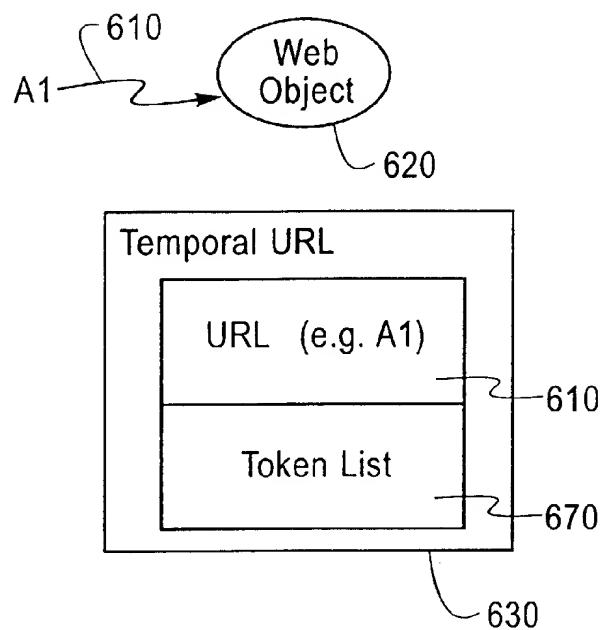 610
A1
Web
Object
620
Temporal URL
URL (e.g. A1)
610
Token List
670
630